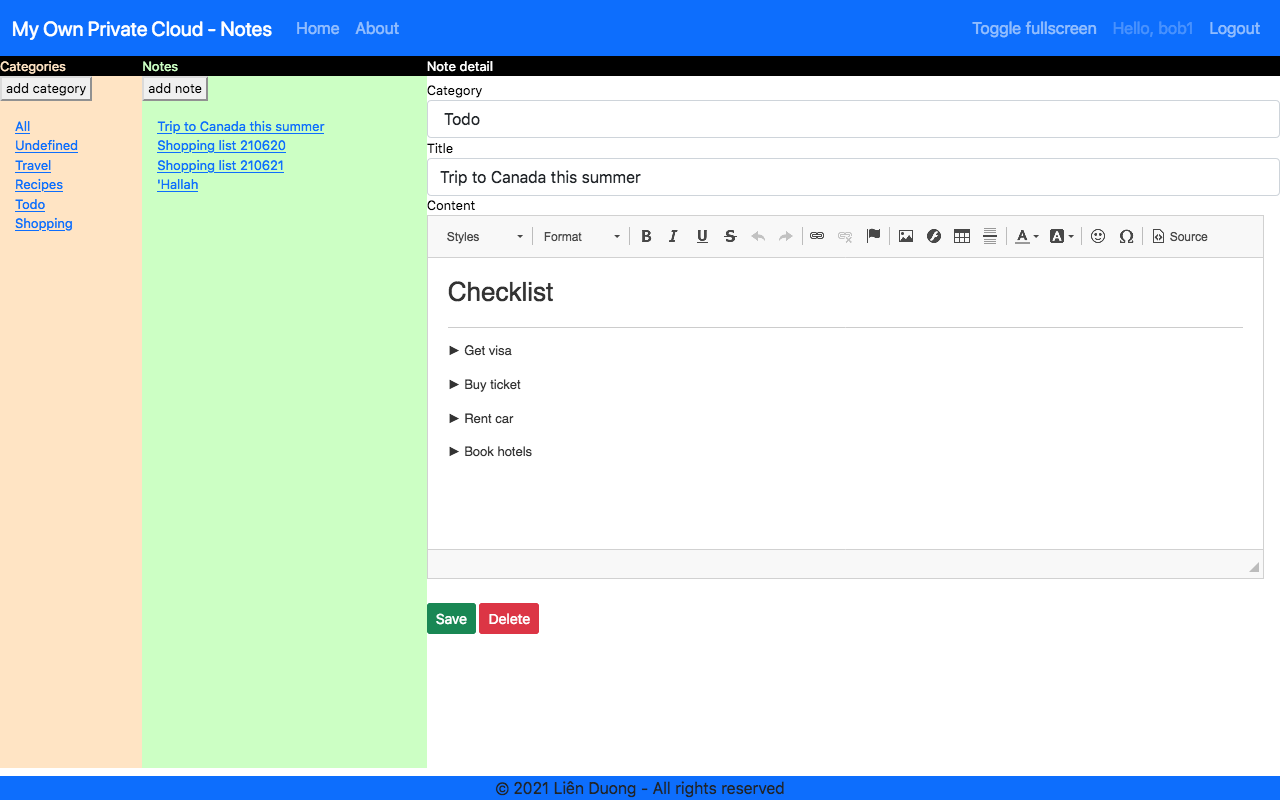 My Own Private Cloud - Notes Home About Toggle fullscreen Hello, bob1 Logout
Categories Notes Note detail
add category add note
All
Undefined
Travel
Recipes
Todo
Shopping
Trip to Canada this summer
Shopping list 210620
Shopping list 210621
'Hallah
Category
Todo
Title
Trip to Canada this summer
Content
Styles Format B I U S A A Ω Source
Checklist
► Get visa
► Buy ticket
► Rent car
► Book hotels
Save Delete
© 2021 Liên Duong - All rights reserved